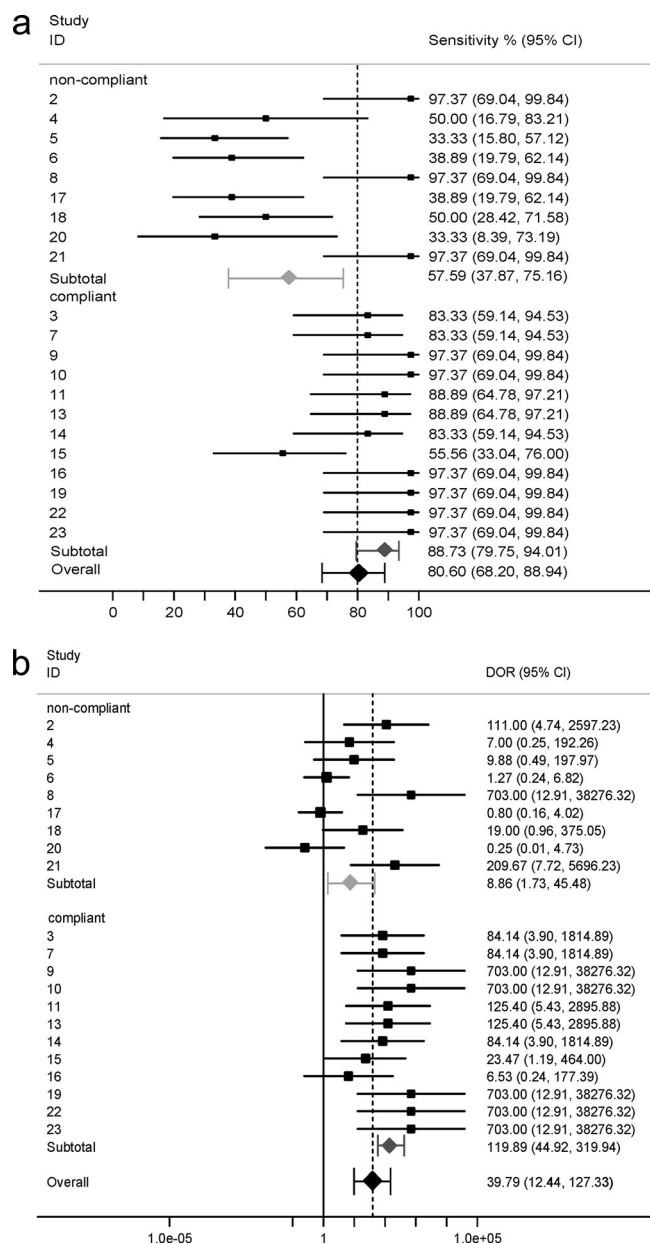 a
Study
ID Sensitivity % (95% CI)
non-compliant
2 97.37 (69.04, 99.84)
4 50.00 (16.79, 83.21)
5 33.33 (15.80, 57.12)
6 38.89 (19.79, 62.14)
8 97.37 (69.04, 99.84)
17 38.89 (19.79, 62.14)
18 50.00 (28.42, 71.58)
20 33.33 (8.39, 73.19)
21 97.37 (69.04, 99.84)
Subtotal 57.59 (37.87, 75.16)
compliant
3 83.33 (59.14, 94.53)
7 83.33 (59.14, 94.53)
9 97.37 (69.04, 99.84)
10 97.37 (69.04, 99.84)
11 88.89 (64.78, 97.21)
13 88.89 (64.78, 97.21)
14 83.33 (59.14, 94.53)
15 55.56 (33.04, 76.00)
16 97.37 (69.04, 99.84)
19 97.37 (69.04, 99.84)
22 97.37 (69.04, 99.84)
23 97.37 (69.04, 99.84)
Subtotal 88.73 (79.75, 94.01)
Overall 80.60 (68.20, 88.94)
0 20 40 60 80 100
b
Study
ID DOR (95% CI)
non-compliant
2 111.00 (4.74, 2597.23)
4 7.00 (0.25, 192.26)
5 9.88 (0.49, 197.97)
6 1.27 (0.24, 6.82)
8 703.00 (12.91, 38276.32)
17 0.80 (0.16, 4.02)
18 19.00 (0.96, 375.05)
20 0.25 (0.01, 4.73)
21 209.67 (7.72, 5696.23)
Subtotal 8.86 (1.73, 45.48)
compliant
3 84.14 (3.90, 1814.89)
7 84.14 (3.90, 1814.89)
9 703.00 (12.91, 38276.32)
10 703.00 (12.91, 38276.32)
11 125.40 (5.43, 2895.88)
13 125.40 (5.43, 2895.88)
14 84.14 (3.90, 1814.89)
15 23.47 (1.19, 464.00)
16 6.53 (0.24, 177.39)
19 703.00 (12.91, 38276.32)
22 703.00 (12.91, 38276.32)
23 703.00 (12.91, 38276.32)
Subtotal 119.89 (44.92, 319.94)
Overall 39.79 (12.44, 127.33)
1.0e-05 1 1.0e+05